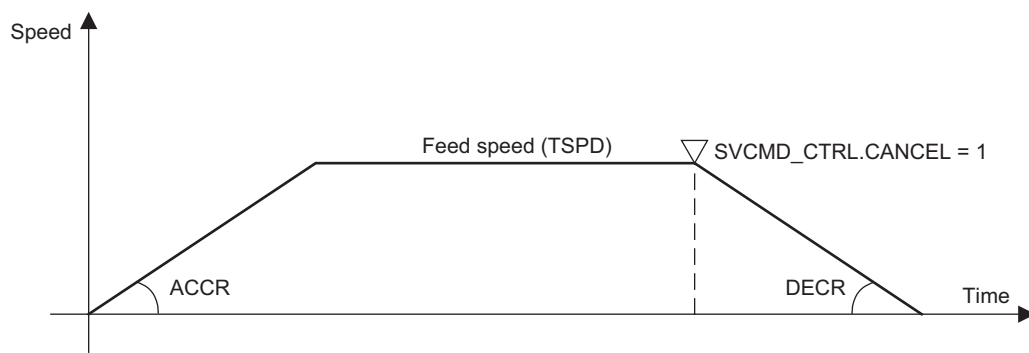 Speed
Feed speed (TSPD)
SVCMD_CTRL.CANCEL = 1
ACCR
DECR
Time